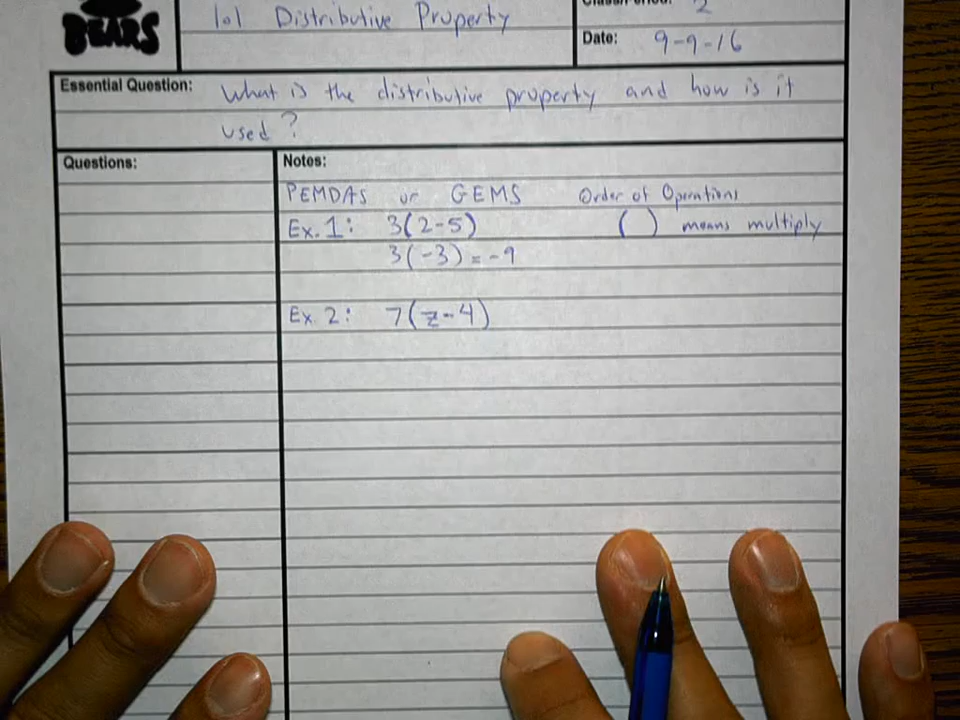 BEARS
1.1 Distributive Property
2
Date: 9-9-16
Essential Question: What is the distributive property and how is it
used?
Questions:
Notes:
PEMDAS or GEMS Order of Operations
Ex. 1: 3(2-5) ( ) means multiply
3(-3) = -9
Ex. 2: 7(z-4)